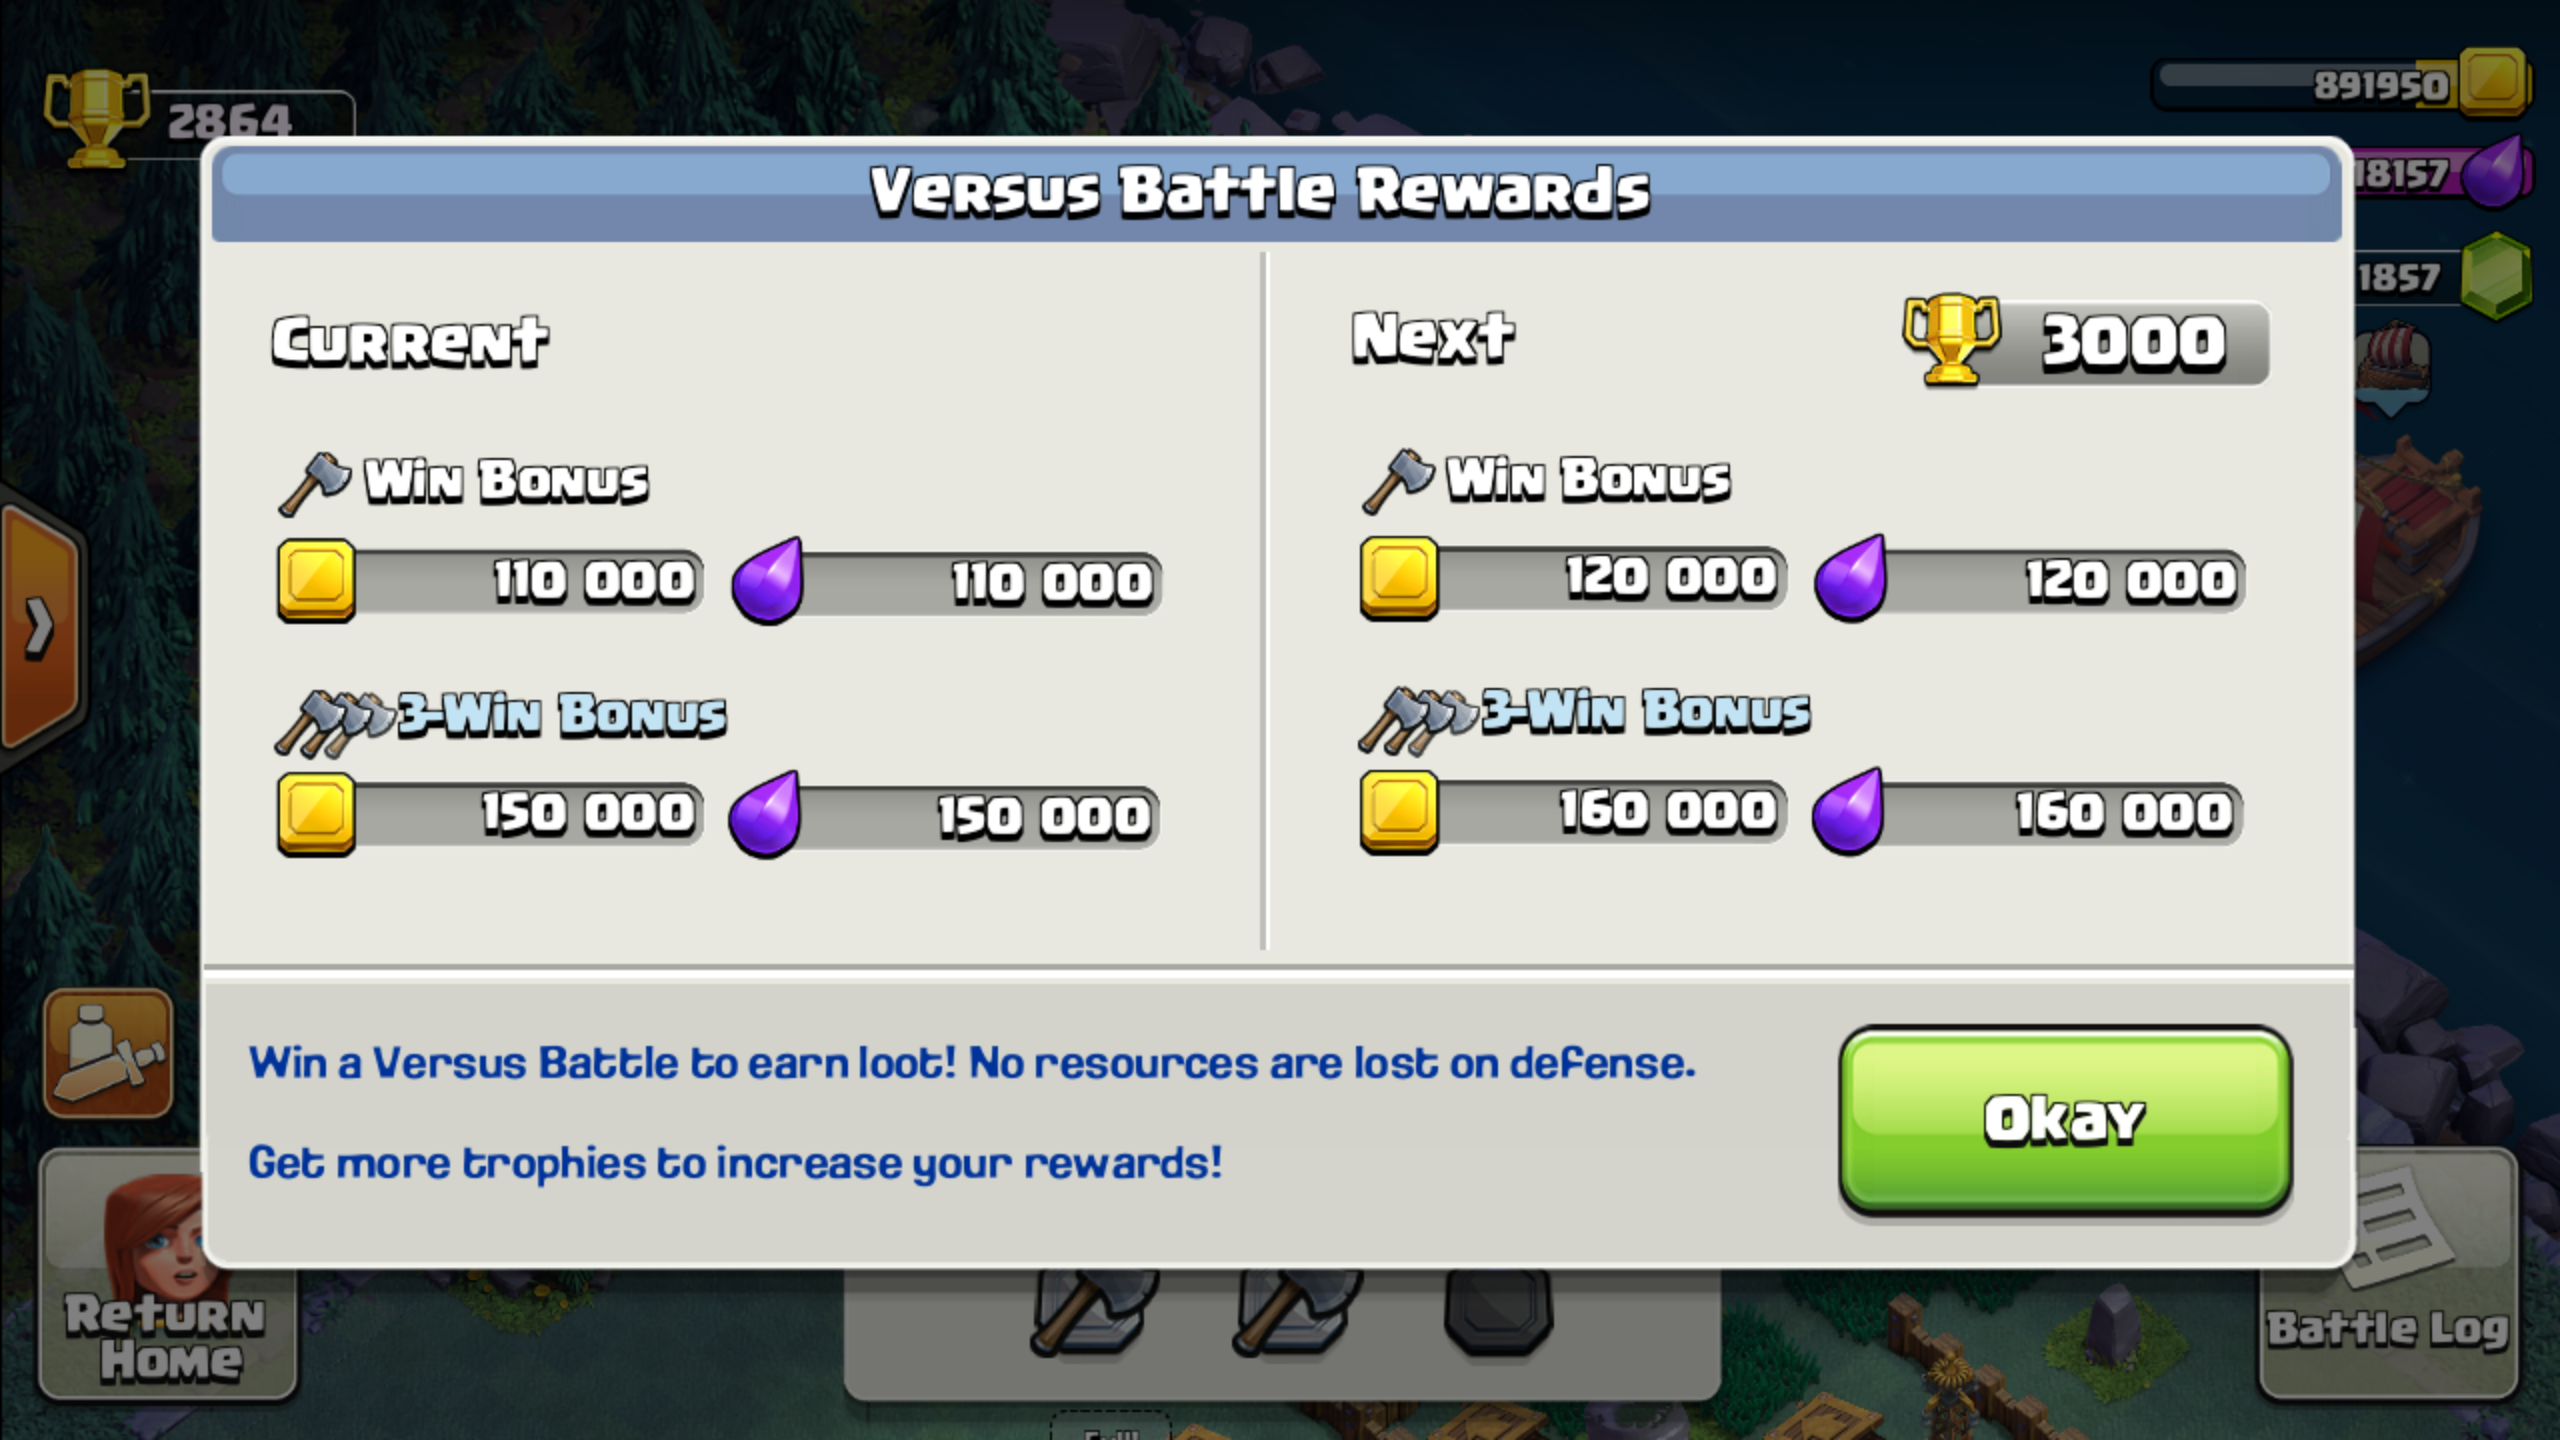 2864
891950
18157
1857
Versus Battle Rewards
Current
Next
3000
Win Bonus
Win Bonus
110 000
110 000
120 000
120 000
3-Win Bonus
3-Win Bonus
150 000
150 000
160 000
160 000
Win a Versus Battle to earn loot! No resources are lost on defense.
Get more trophies to increase your rewards!
Okay
Return
Home
Battle Log